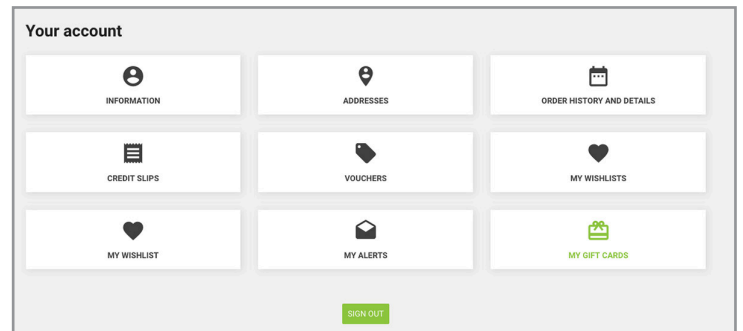 Your account
INFORMATION
ADDRESSES
ORDER HISTORY AND DETAILS
CREDIT SLIPS
VOUCHERS
MY WISHLISTS
MY WISHLIST
MY ALERTS
MY GIFT CARDS
SIGN OUT